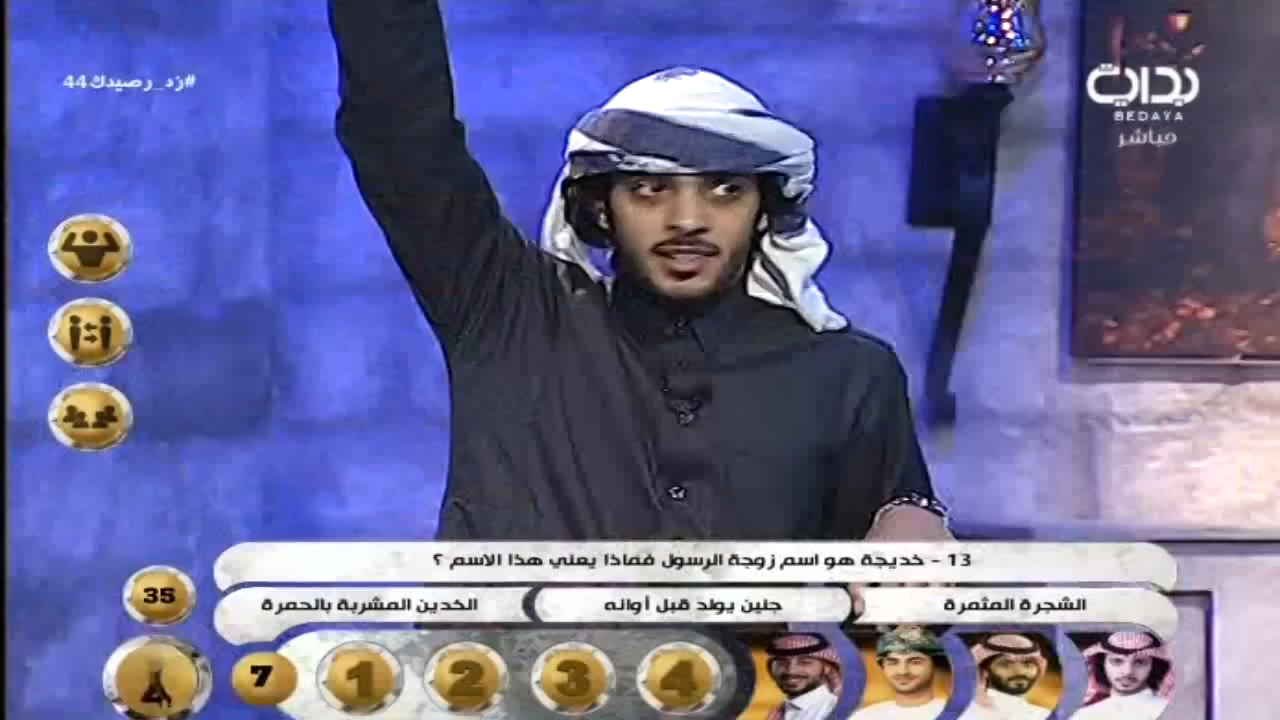 #زد_رصيدك44
بداية
BEDAYA
مباشر
13 - خديجة هو اسم زوجة الرسول فماذا يعني هذا الاسم ؟
الشجرة المثمرة
جنين يولد قبل أوانه
الخدين المشربة بالحمرة
35
7
1
2
3
4